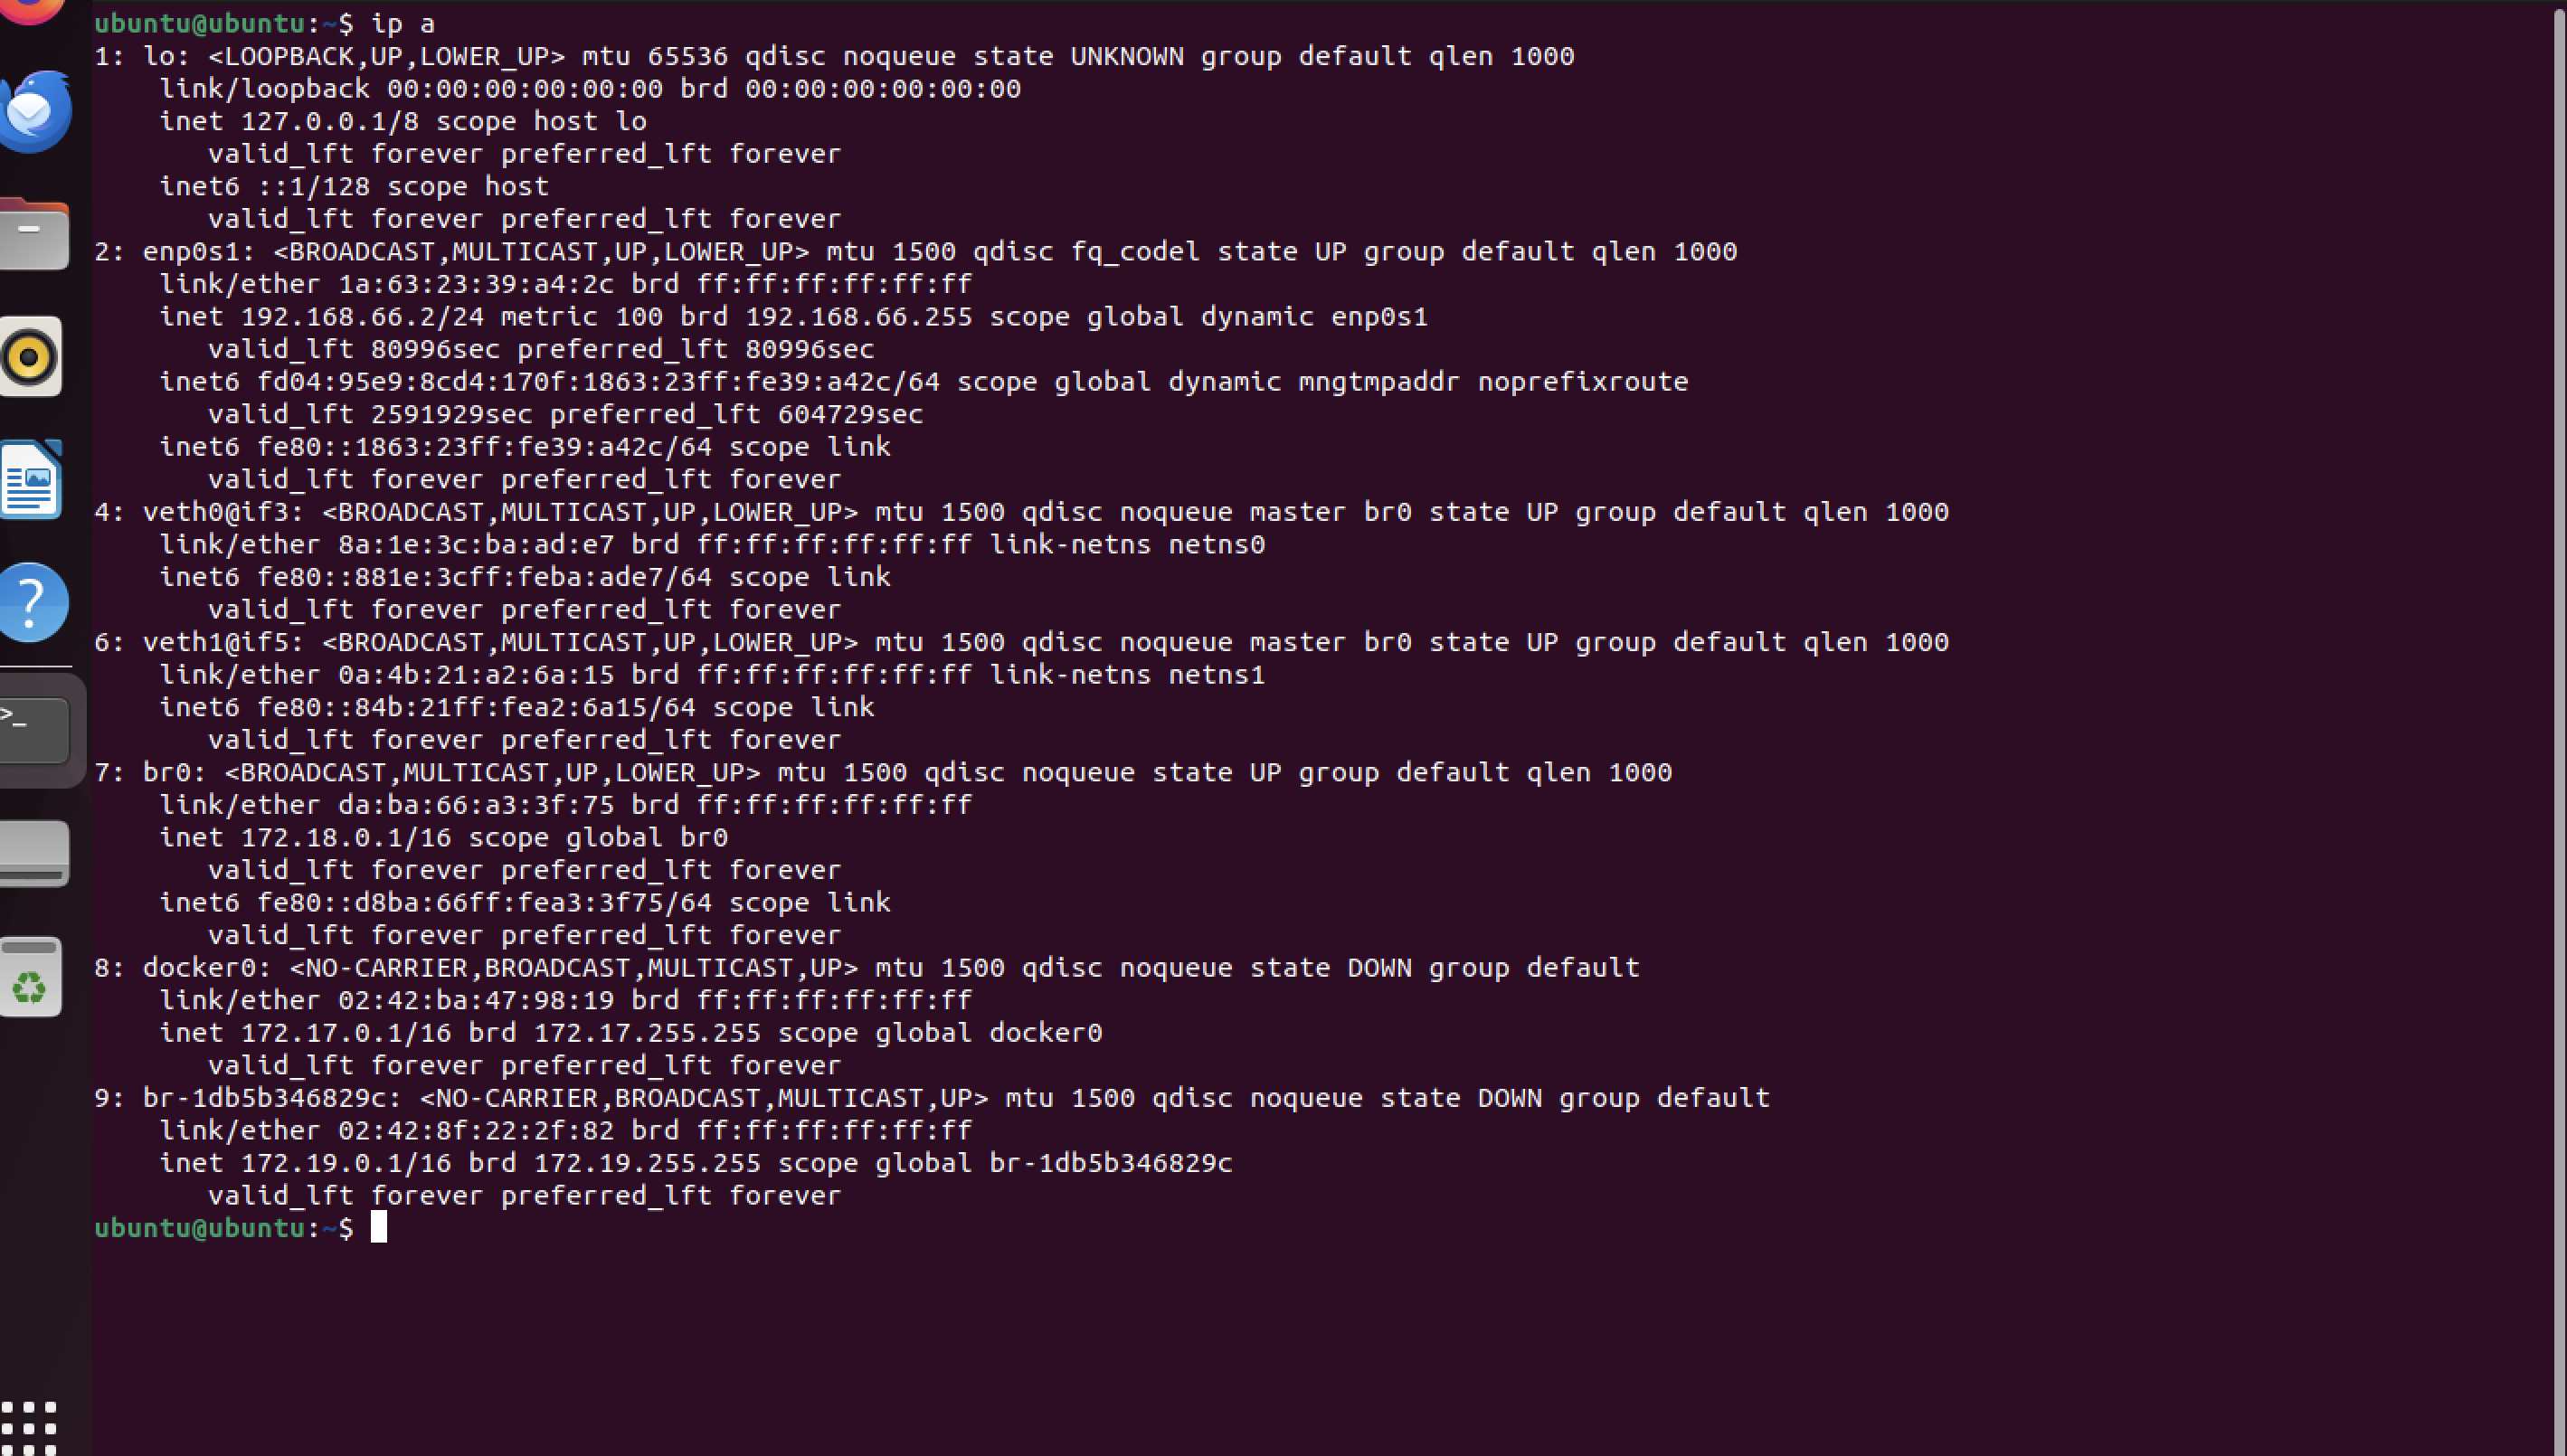 ubuntu@ubuntu:~$ ip a
1: lo: <LOOPBACK,UP,LOWER_UP> mtu 65536 qdisc noqueue state UNKNOWN group default qlen 1000
    link/loopback 00:00:00:00:00:00 brd 00:00:00:00:00:00
    inet 127.0.0.1/8 scope host lo
       valid_lft forever preferred_lft forever
    inet6 ::1/128 scope host
       valid_lft forever preferred_lft forever
2: enp0s1: <BROADCAST,MULTICAST,UP,LOWER_UP> mtu 1500 qdisc fq_codel state UP group default qlen 1000
    link/ether 1a:63:23:39:a4:2c brd ff:ff:ff:ff:ff:ff
    inet 192.168.66.2/24 metric 100 brd 192.168.66.255 scope global dynamic enp0s1
       valid_lft 80996sec preferred_lft 80996sec
    inet6 fd04:95e9:8cd4:170f:1863:23ff:fe39:a42c/64 scope global dynamic mngtmpaddr noprefixroute
       valid_lft 2591929sec preferred_lft 604729sec
    inet6 fe80::1863:23ff:fe39:a42c/64 scope link
       valid_lft forever preferred_lft forever
4: veth0@if3: <BROADCAST,MULTICAST,UP,LOWER_UP> mtu 1500 qdisc noqueue master br0 state UP group default qlen 1000
    link/ether 8a:1e:3c:ba:ad:e7 brd ff:ff:ff:ff:ff:ff link-netns netns0
    inet6 fe80::881e:3cff:feba:ade7/64 scope link
       valid_lft forever preferred_lft forever
6: veth1@if5: <BROADCAST,MULTICAST,UP,LOWER_UP> mtu 1500 qdisc noqueue master br0 state UP group default qlen 1000
    link/ether 0a:4b:21:a2:6a:15 brd ff:ff:ff:ff:ff:ff link-netns netns1
    inet6 fe80::84b:21ff:fea2:6a15/64 scope link
       valid_lft forever preferred_lft forever
7: br0: <BROADCAST,MULTICAST,UP,LOWER_UP> mtu 1500 qdisc noqueue state UP group default qlen 1000
    link/ether da:ba:66:a3:3f:75 brd ff:ff:ff:ff:ff:ff
    inet 172.18.0.1/16 scope global br0
       valid_lft forever preferred_lft forever
    inet6 fe80::d8ba:66ff:fea3:3f75/64 scope link
       valid_lft forever preferred_lft forever
8: docker0: <NO-CARRIER,BROADCAST,MULTICAST,UP> mtu 1500 qdisc noqueue state DOWN group default
    link/ether 02:42:ba:47:98:19 brd ff:ff:ff:ff:ff:ff
    inet 172.17.0.1/16 brd 172.17.255.255 scope global docker0
       valid_lft forever preferred_lft forever
9: br-1db5b346829c: <NO-CARRIER,BROADCAST,MULTICAST,UP> mtu 1500 qdisc noqueue state DOWN group default
    link/ether 02:42:8f:22:2f:82 brd ff:ff:ff:ff:ff:ff
    inet 172.19.0.1/16 brd 172.19.255.255 scope global br-1db5b346829c
       valid_lft forever preferred_lft forever
ubuntu@ubuntu:~$